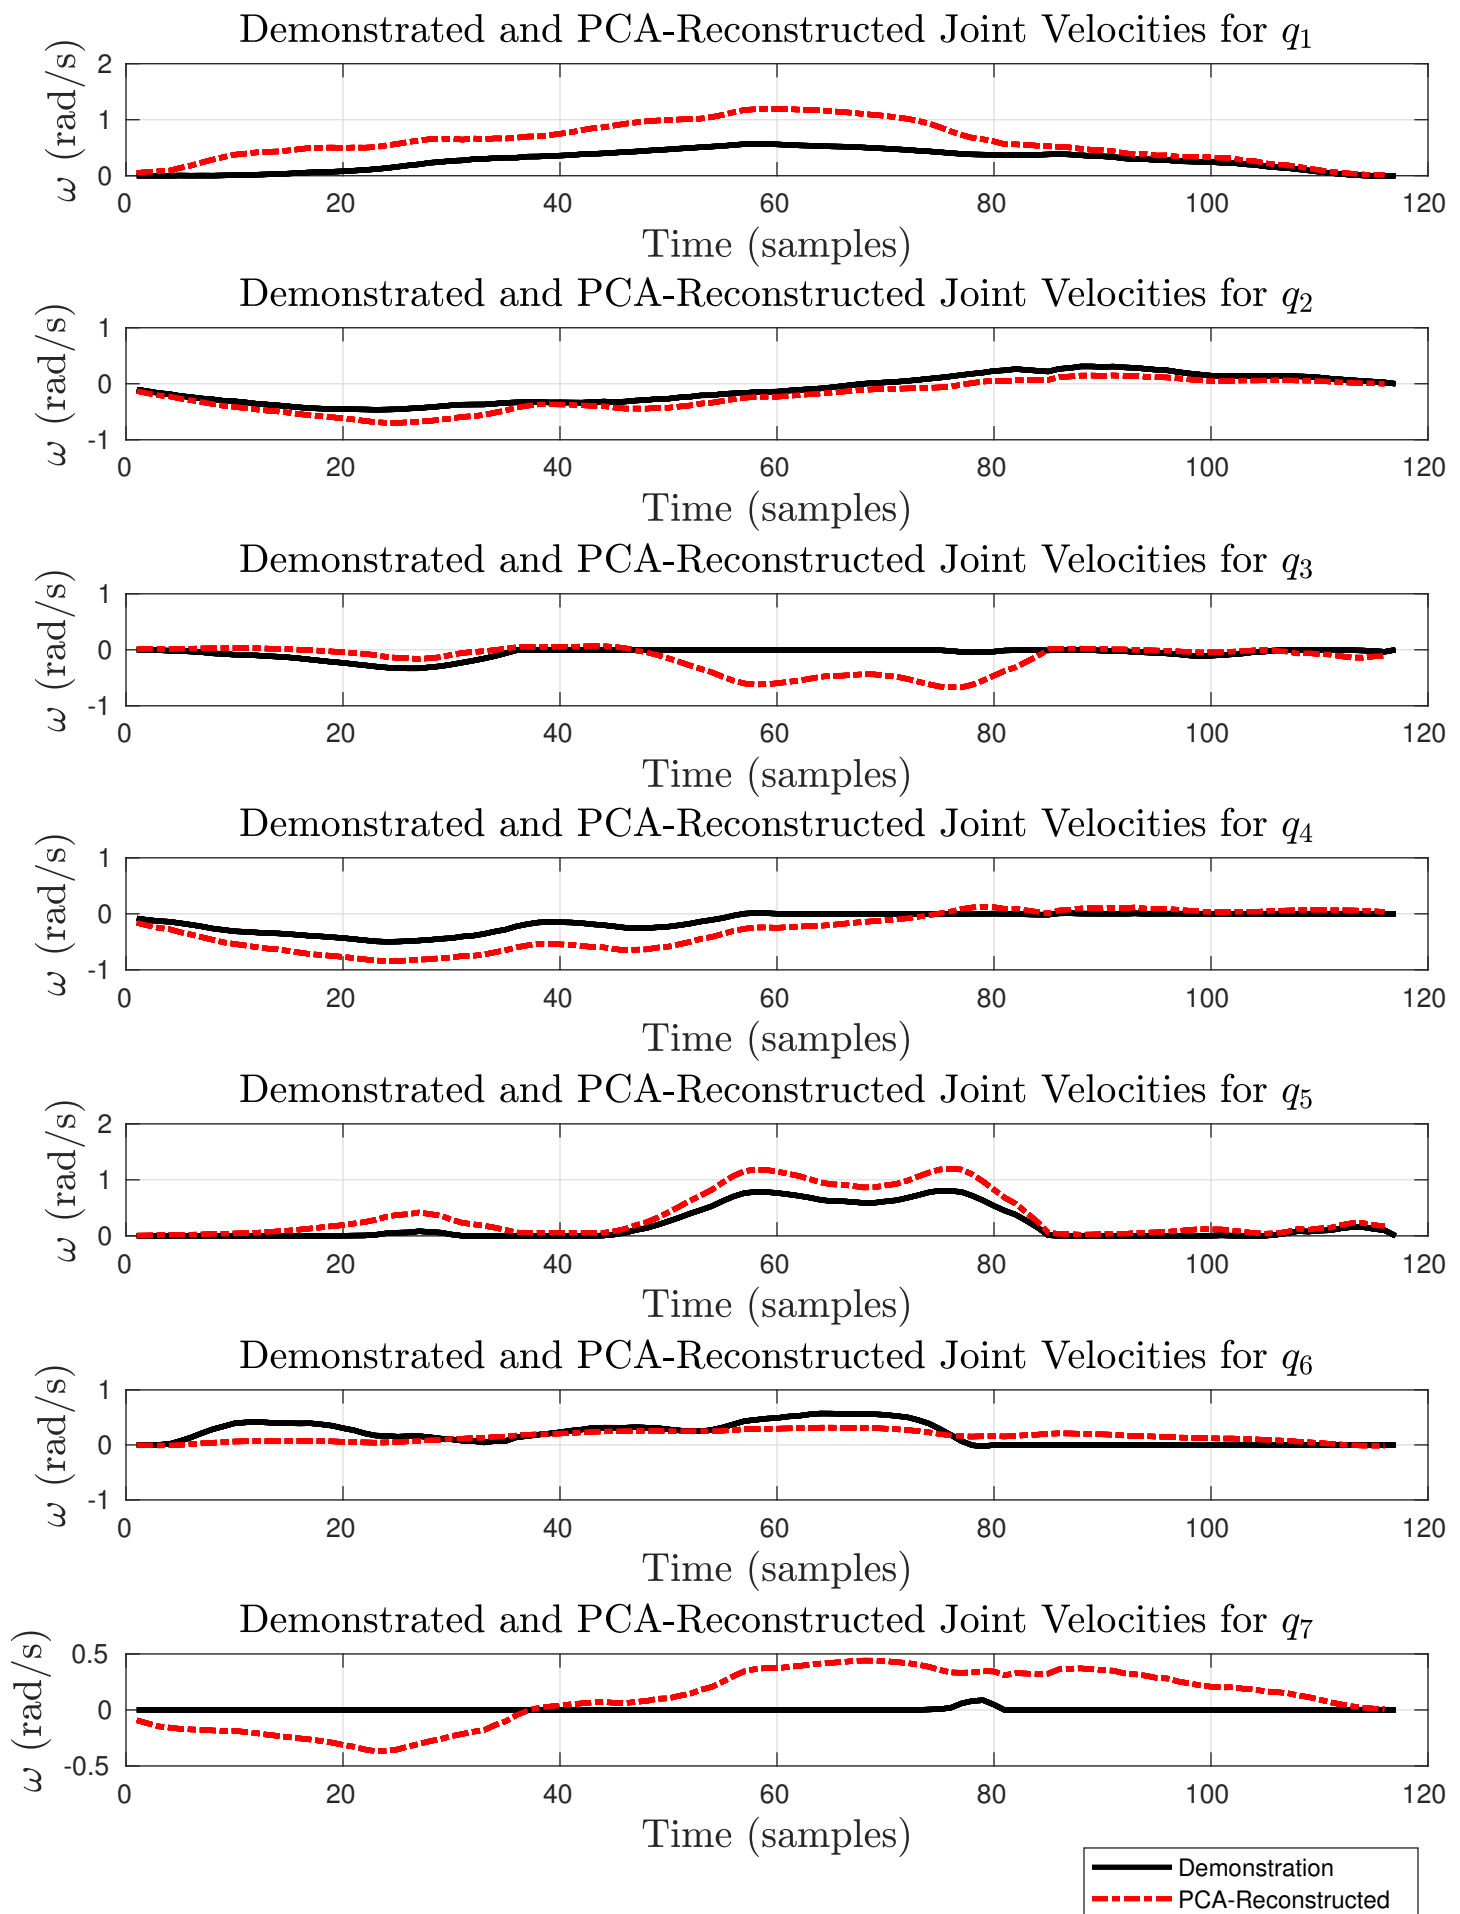 Demonstrated and PCA-Reconstructed Joint Velocities for q1
ω (rad/s)
2
1
0
0 20 40 60 80 100 120
Time (samples)
Demonstrated and PCA-Reconstructed Joint Velocities for q2
ω (rad/s)
1
0
-1
0 20 40 60 80 100 120
Time (samples)
Demonstrated and PCA-Reconstructed Joint Velocities for q3
ω (rad/s)
1
0
-1
0 20 40 60 80 100 120
Time (samples)
Demonstrated and PCA-Reconstructed Joint Velocities for q4
ω (rad/s)
1
0
-1
0 20 40 60 80 100 120
Time (samples)
Demonstrated and PCA-Reconstructed Joint Velocities for q5
ω (rad/s)
2
1
0
0 20 40 60 80 100 120
Time (samples)
Demonstrated and PCA-Reconstructed Joint Velocities for q6
ω (rad/s)
1
0
-1
0 20 40 60 80 100 120
Time (samples)
Demonstrated and PCA-Reconstructed Joint Velocities for q7
ω (rad/s)
0.5
0
-0.5
0 20 40 60 80 100 120
Time (samples)
Demonstration
PCA-Reconstructed